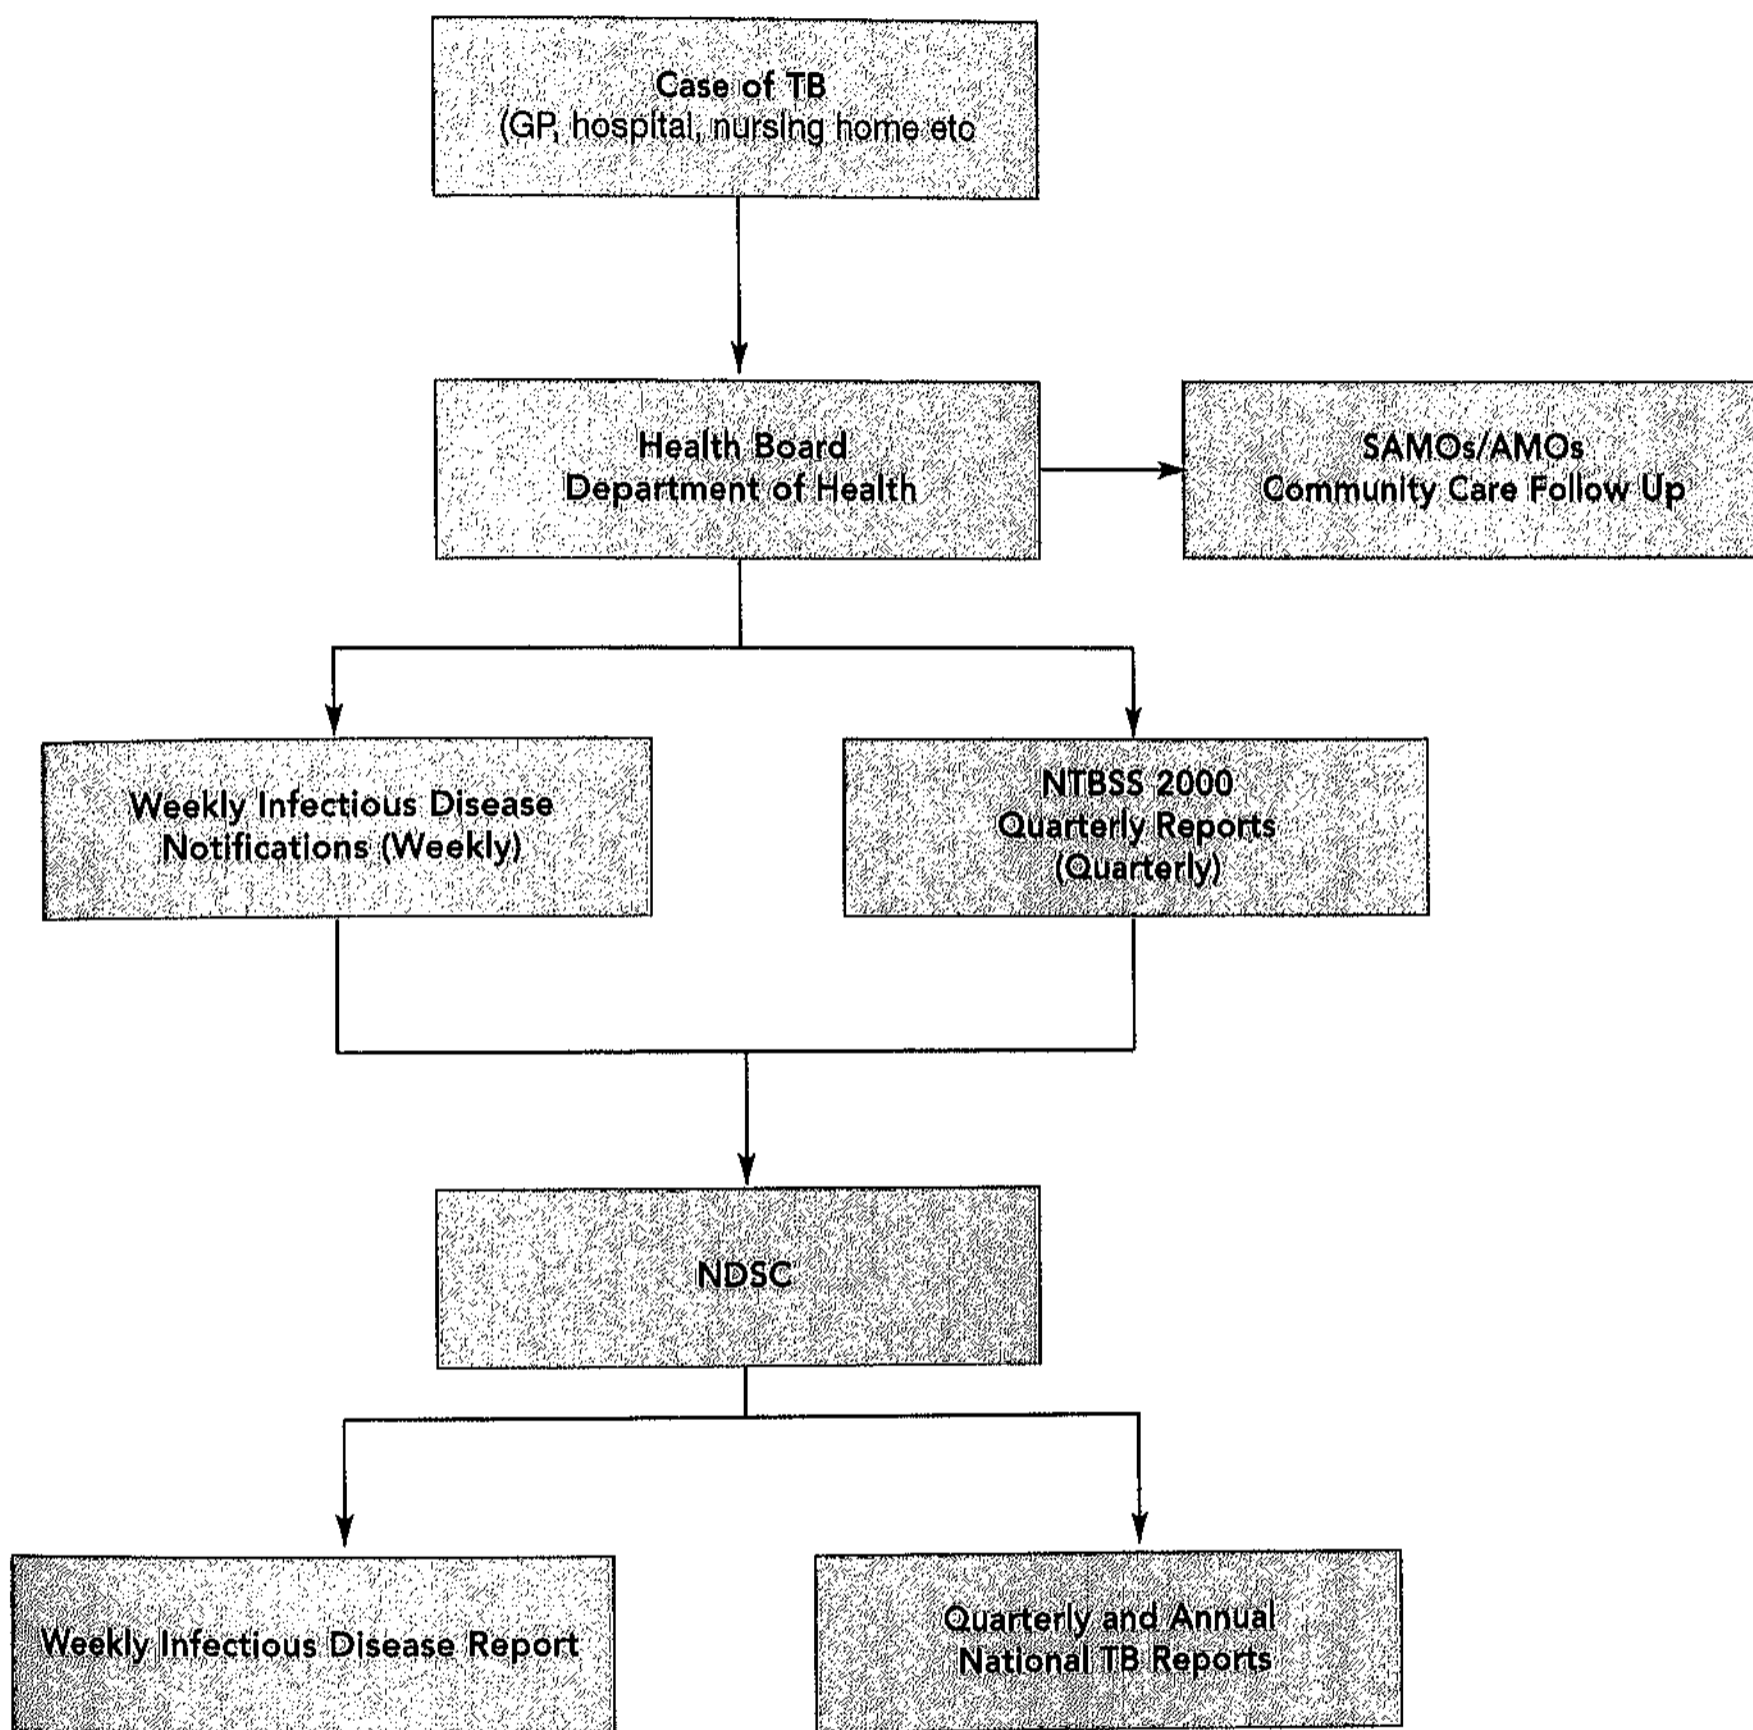 Case of TB
(GP, hospital, nursing home etc
Health Board
Department of Health
SAMOs/AMOs
Community Care Follow Up
Weekly Infectious Disease
Notifications (Weekly)
NTBSS 2000
Quarterly Reports
(Quarterly)
NDSC
Weekly Infectious Disease Report
Quarterly and Annual
National TB Reports